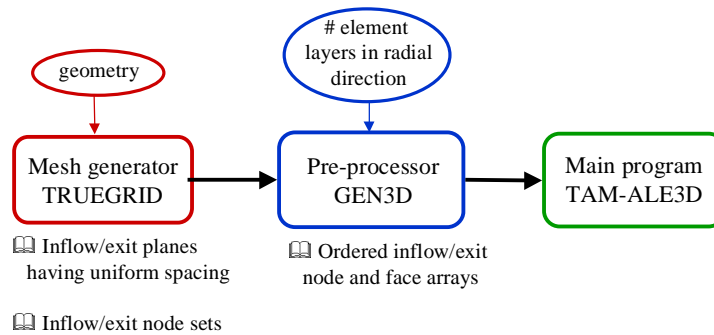 geometry
# element
layers in radial
direction
Mesh generator
TRUEGRID
Pre-processor
GEN3D
Main program
TAM-ALE3D
🕮 Inflow/exit planes
having uniform spacing
🕮 Inflow/exit node sets
🕮 Ordered inflow/exit
node and face arrays